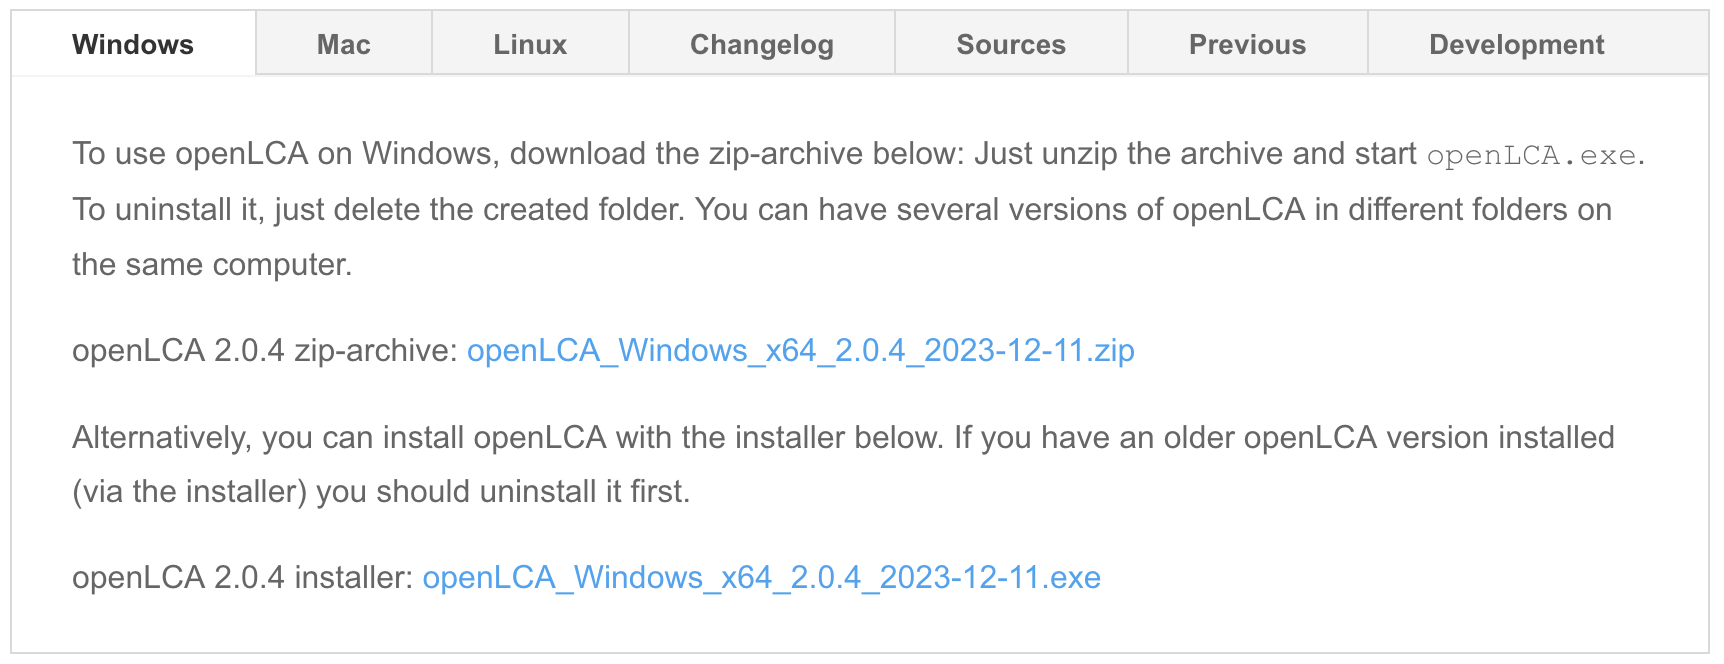 Windows Mac Linux Changelog Sources Previous Development
To use openLCA on Windows, download the zip-archive below: Just unzip the archive and start openLCA.exe.
To uninstall it, just delete the created folder. You can have several versions of openLCA in different folders on
the same computer.
openLCA 2.0.4 zip-archive: openLCA_Windows_x64_2.0.4_2023-12-11.zip
Alternatively, you can install openLCA with the installer below. If you have an older openLCA version installed
(via the installer) you should uninstall it first.
openLCA 2.0.4 installer: openLCA_Windows_x64_2.0.4_2023-12-11.exe